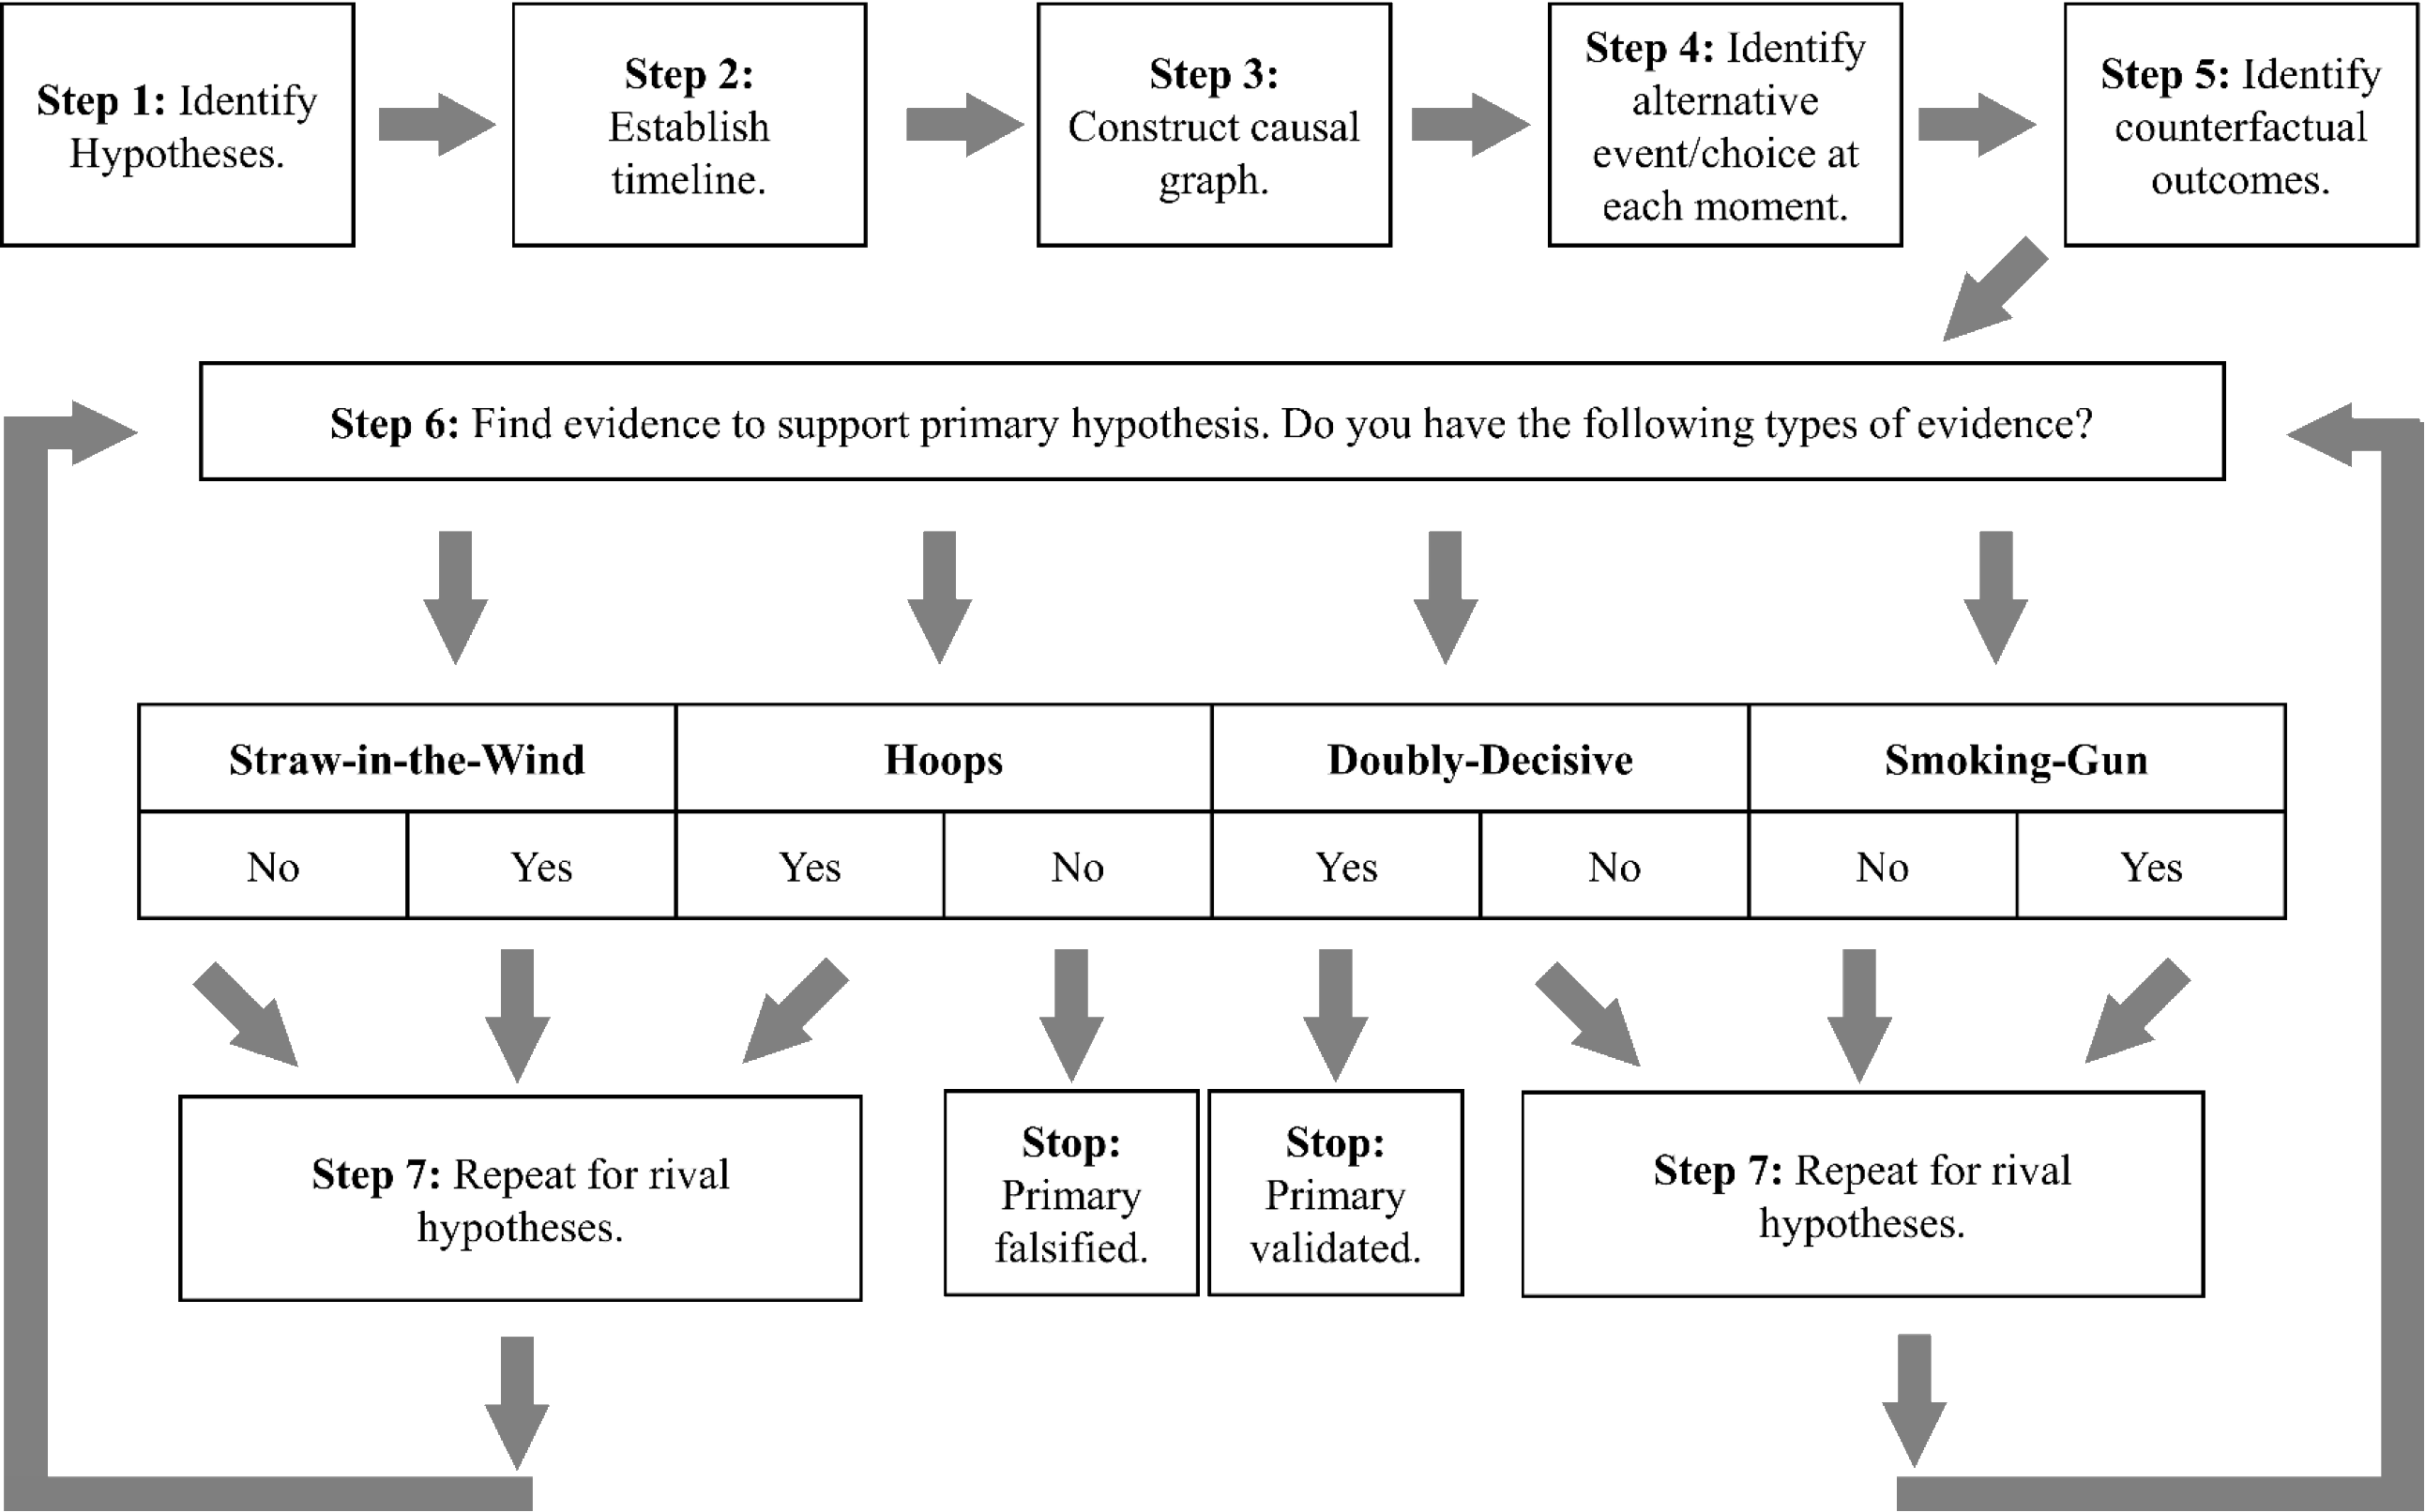 Step 1: Identify
Hypotheses.
Step 2:
Establish
timeline.
Step 3:
Construct causal
graph.
Step 4: Identify
alternative
event/choice at
each moment.
Step 5: Identify
counterfactual
outcomes.
Step 6: Find evidence to support primary hypothesis. Do you have the following types of evidence?
Straw-in-the-Wind
Hoops
Doubly-Decisive
Smoking-Gun
No
Yes
Yes
No
Yes
No
No
Yes
Step 7: Repeat for rival
hypotheses.
Stop:
Primary
falsified.
Stop:
Primary
validated.
Step 7: Repeat for rival
hypotheses.